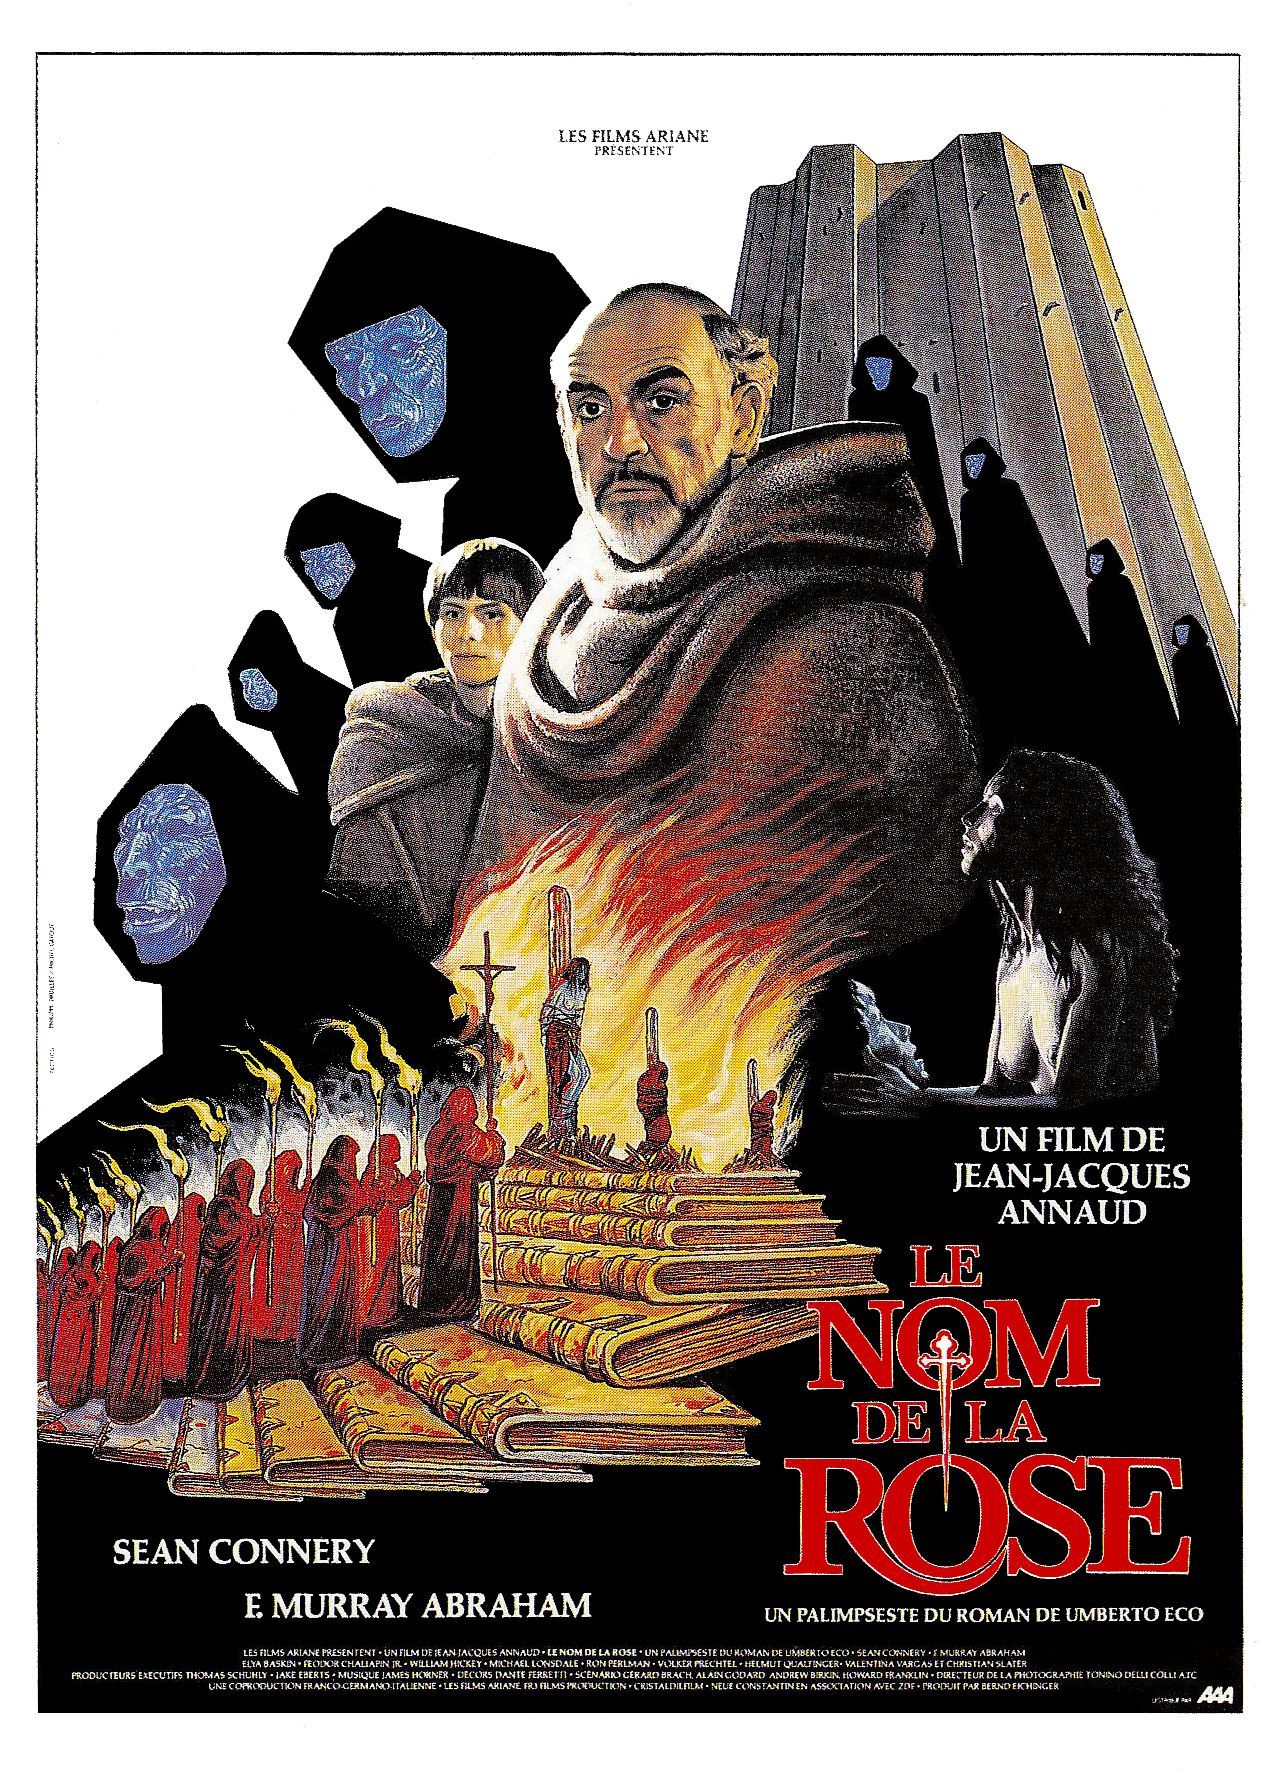 LES FILMS ARIANE
PRÉSENTENT
UN FILM DE
JEAN-JACQUES
ANNAUD
LE
NOM
DE LA
ROSE
SEAN CONNERY
F. MURRAY ABRAHAM
UN PALIMPSESTE DU ROMAN DE UMBERTO ECO
LES FILMS ARIANE PRESENTENT • UN FILM DE JEAN-JACQUES ANNAUD • LE NOM DE LA ROSE • UN PALIMPSESTE DU ROMAN DE UMBERTO ECO • SEAN CONNERY • F. MURRAY ABRAHAM
ELYA BASKIN • FEODOR CHALIAPIN JR. • WILLIAM HICKEY • MICHAEL LONSDALE • RON PERLMAN • VOLKER PRECHTEL • HELMUT QUALTINGER • VALENTINA VARGAS ET CHRISTIAN SLATER
PRODUCTEURS EXECUTIFS THOMAS SCHUHLY • JAKE EBERTS • MUSIQUE JAMES HORNER • DECORS DANTE FERRETTI • SCENARIO GERARD BRACH, ALAIN GODARD ANDREW BIRKIN, HOWARD FRANKLIN • DIRECTEUR DE LA PHOTOGRAPHIE TONINO DELLI COLLI A.T.C
UNE COPRODUCTION FRANCO-GERMANO-ITALIENNE • LES FILMS ARIANE, FR3 FILMS PRODUCTION • CRISTALDIFILM • NEUE CONSTANTIN EN ASSOCIATION AVEC ZDF • PRODUIT PAR BERND EICHINGER
AAA